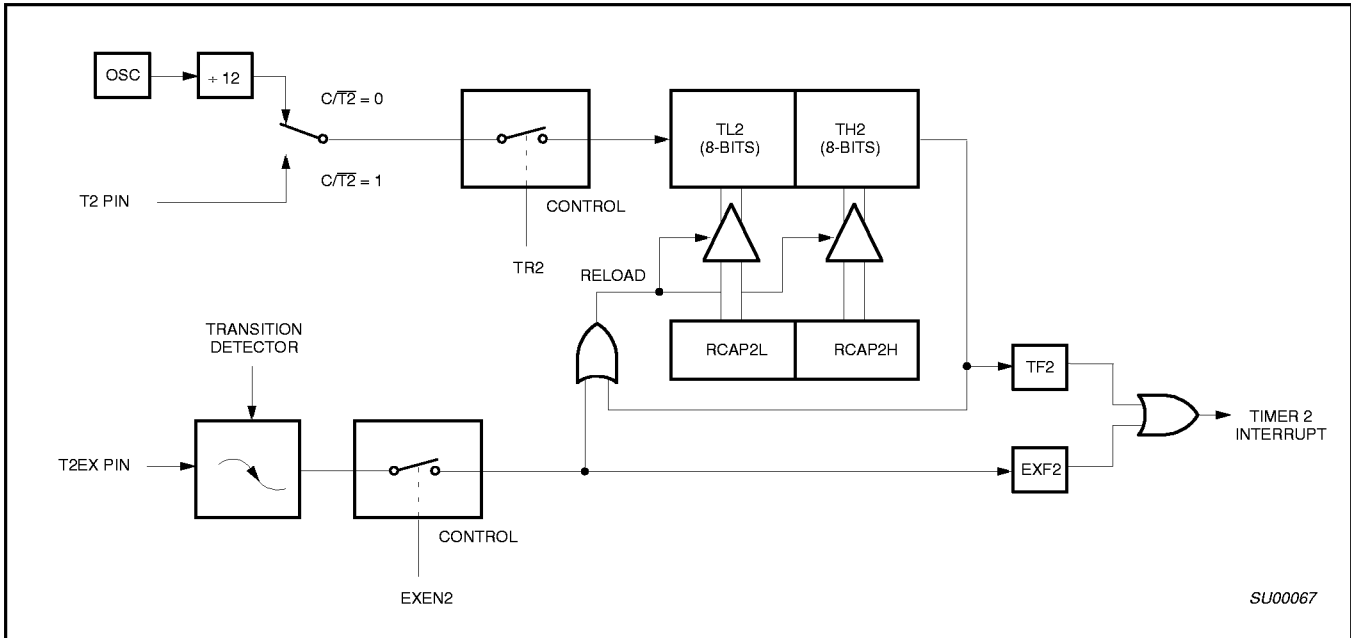 OSC
÷ 12
C/T2 = 0
C/T2 = 1
T2 PIN
CONTROL
TR2
TL2
(8-BITS)
TH2
(8-BITS)
RELOAD
RCAP2L
RCAP2H
TRANSITION
DETECTOR
T2EX PIN
CONTROL
EXEN2
TF2
EXF2
TIMER 2
INTERRUPT
SU00067